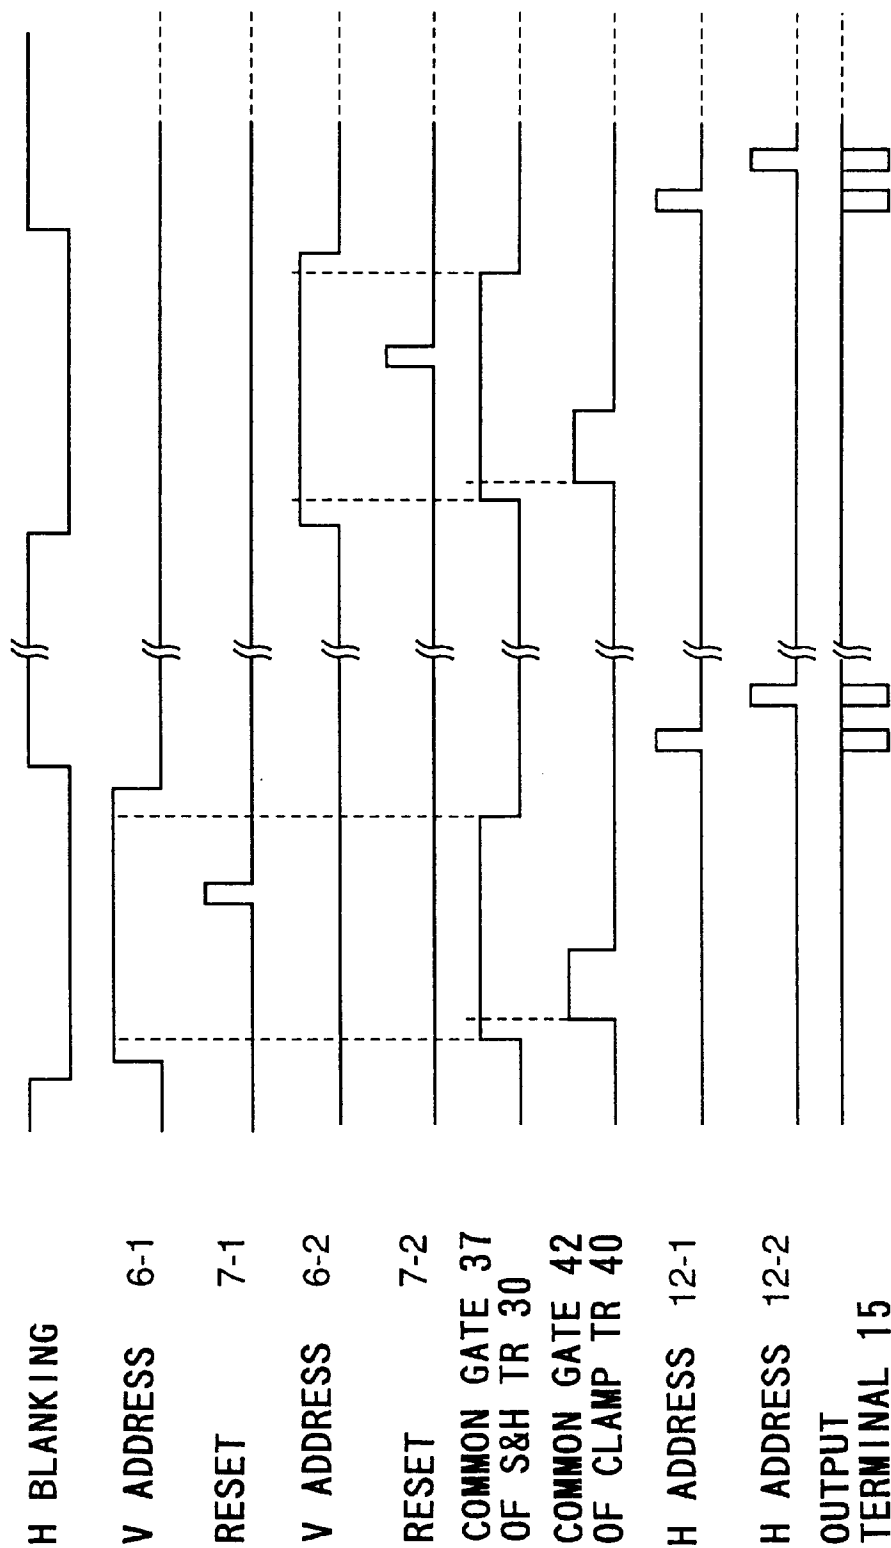 H BLANKING
V ADDRESS 6-1
RESET 7-1
V ADDRESS 6-2
RESET 7-2
COMMON GATE 37
OF S&H TR 30
COMMON GATE 42
OF CLAMP TR 40
H ADDRESS 12-1
H ADDRESS 12-2
OUTPUT
TERMINAL 15